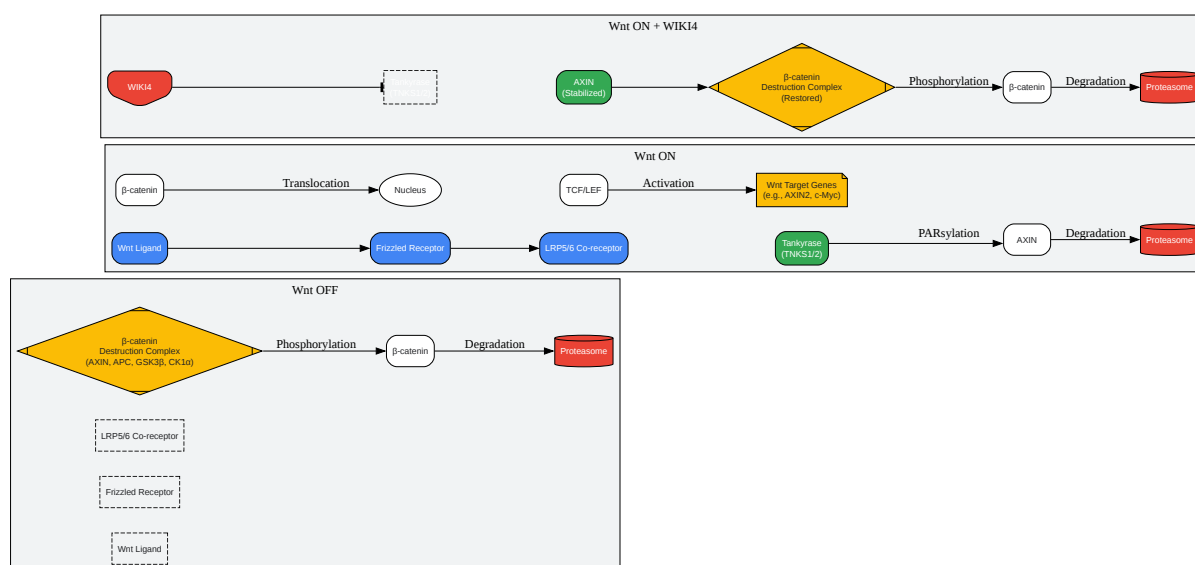 Wnt ON + WIKI4
WIKI4
AXIN
(Stabilized)
β-catenin
Destruction Complex
(Restored)
Phosphorylation
β-catenin
Degradation
Proteasome
Wnt ON
β-catenin
Translocation
Nucleus
TCF/LEF
Activation
Wnt Target Genes
(e.g., AXIN2, c-Myc)
Wnt Ligand
Frizzled Receptor
LRP5/6 Co-receptor
Tankyrase
(TNKS1/2)
PARsylation
AXIN
Degradation
Proteasome
Wnt OFF
β-catenin
Destruction Complex
(AXIN, APC, GSK3β, CK1α)
Phosphorylation
β-catenin
Degradation
Proteasome
LRP5/6 Co-receptor
Frizzled Receptor
Wnt Ligand